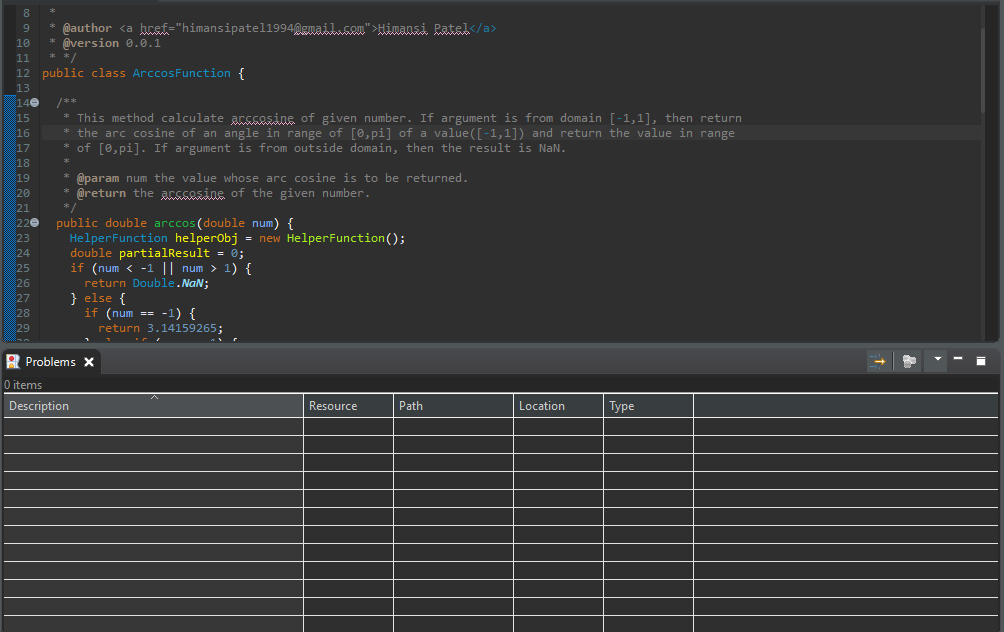 8 *
9 * @author <a href="himansipatel1994@gmail.com">Himansi Patel</a>
10 * @version 0.0.1
11 * */
12 public class ArccosFunction {
13
14 /**
15 * This method calculate arccosine of given number. If argument is from domain [-1,1], then return
16 * the arc cosine of an angle in range of [0,pi] of a value([-1,1]) and return the value in range
17 * of [0,pi]. If argument is from outside domain, then the result is NaN.
18 *
19 * @param num the value whose arc cosine is to be returned.
20 * @return the arccosine of the given number.
21 */
22 public double arccos(double num) {
23 HelperFunction helperObj = new HelperFunction();
24 double partialResult = 0;
25 if (num < -1 || num > 1) {
26 return Double.NaN;
27 } else {
28 if (num == -1) {
29 return 3.14159265;
Problems
0 items
Description Resource Path Location Type